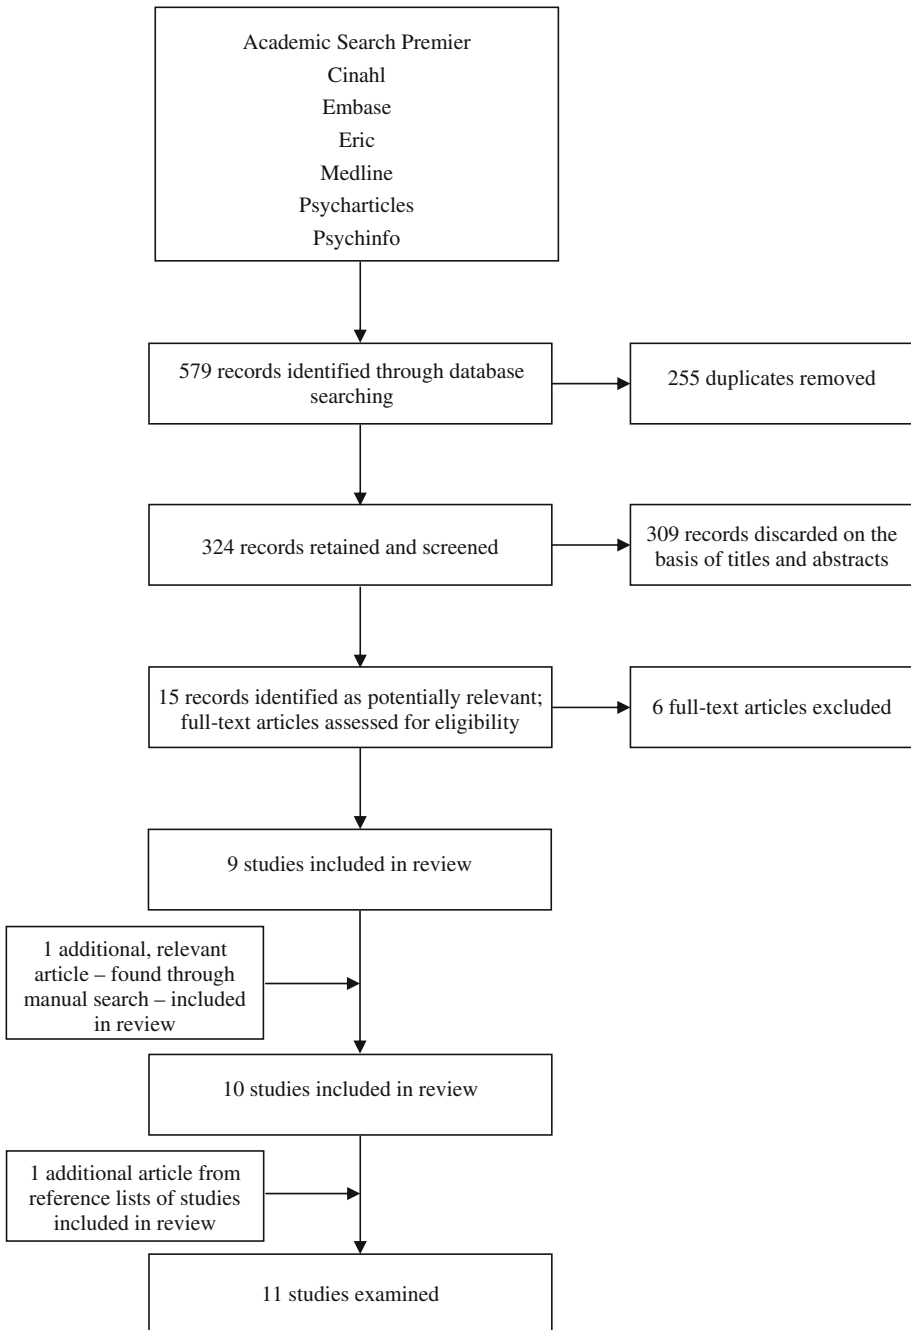 Academic Search Premier
Cinahl
Embase
Eric
Medline
Psycharticles
Psychinfo
579 records identified through database
searching
255 duplicates removed
324 records retained and screened
309 records discarded on the
basis of titles and abstracts
15 records identified as potentially relevant;
full-text articles assessed for eligibility
6 full-text articles excluded
9 studies included in review
1 additional, relevant
article – found through
manual search – included
in review
10 studies included in review
1 additional article from
reference lists of studies
included in review
11 studies examined